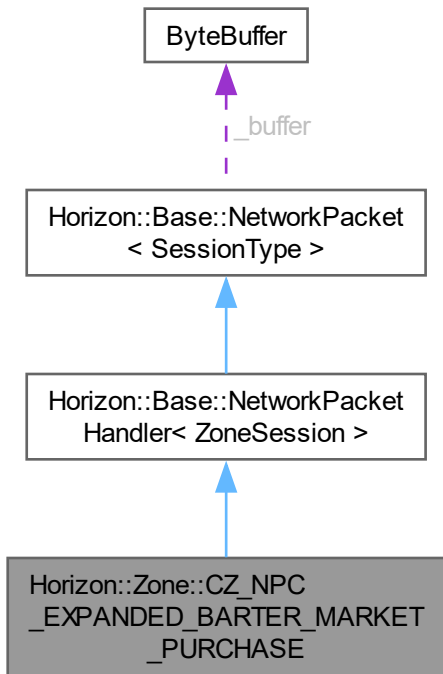 ByteBuffer
_buffer
Horizon::Base::NetworkPacket
< SessionType >
Horizon::Base::NetworkPacket
Handler< ZoneSession >
Horizon::Zone::CZ_NPC
_EXPANDED_BARTER_MARKET
_PURCHASE